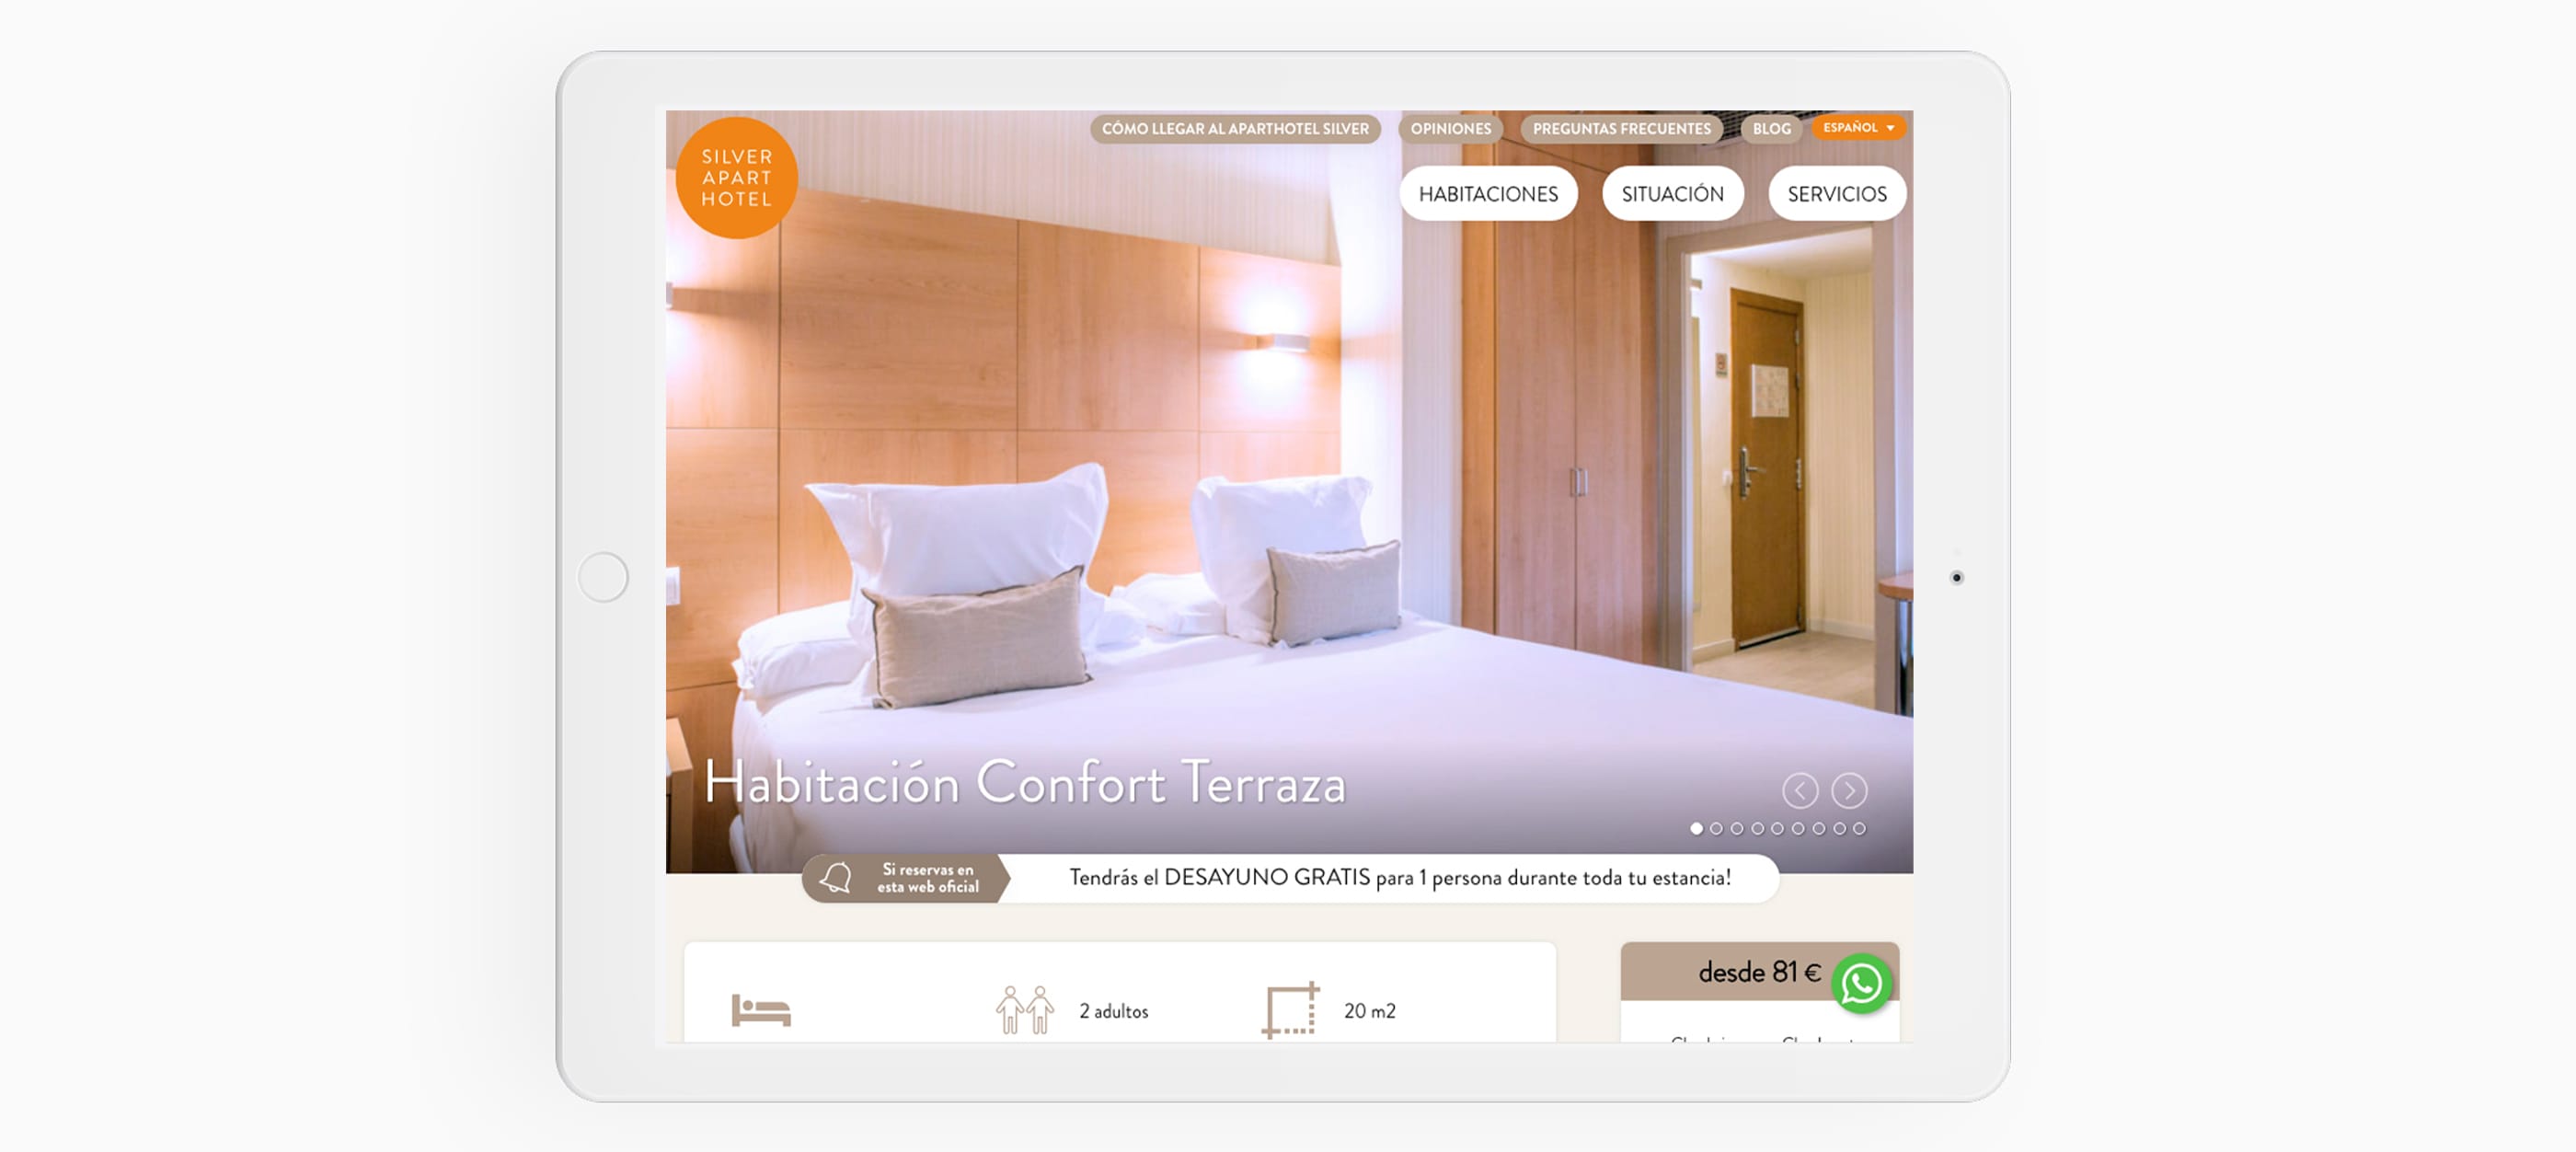 SILVER
APART
HOTEL
CÓMO LLEGAR AL APARTHOTEL SILVER
OPINIONES
PREGUNTAS FRECUENTES
BLOG
ESPAÑOL
HABITACIONES
SITUACIÓN
SERVICIOS
Habitación Confort Terraza
Si reservas en
esta web oficial
Tendrás el DESAYUNO GRATIS para 1 persona durante toda tu estancia!
2 adultos
20 m2
desde 81 €